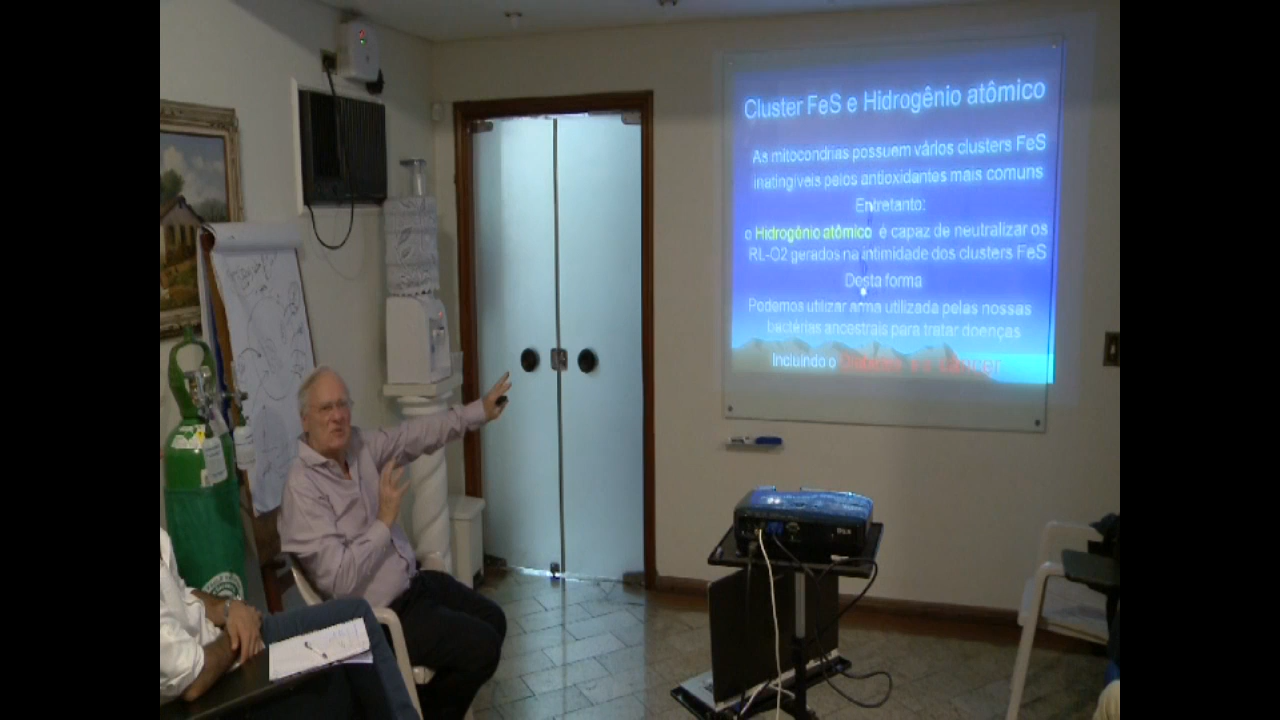 Cluster FeS e Hidrogênio atômico
As mitocondrias possuem vários clusters FeS
inatingíveis pelos antioxidantes mais comuns
Entretanto:
o Hidrogênio atômico é capaz de neutralizar os
RL-O2 gerados na intimidade dos clusters FeS
Desta forma
Podemos utilizar arma utilizada pelas nossas
bactérias ancestrais para tratar doenças
Incluindo o câncer